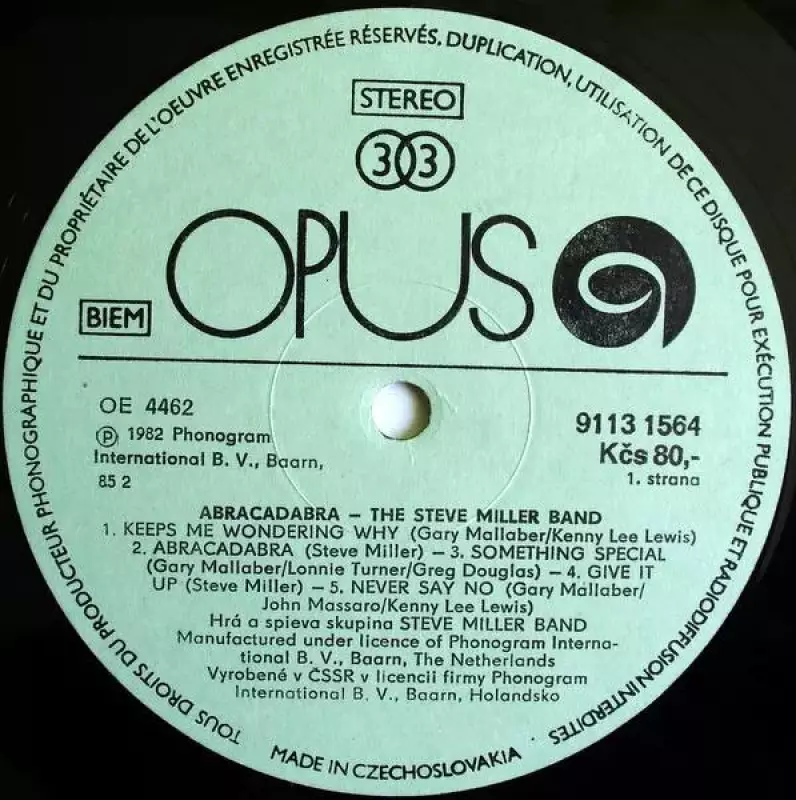 TOUS DROITS DU PRODUCTEUR PHONOGRAPHIQUE ET DU PROPRIÉTAIRE DE L'OEUVRE ENREGISTRÉE RÉSERVÉS, DUPLICATION, UTILISATION DE CE DISQUE POUR EXÉCUTION PUBLIQUE ET RADIODIFFUSION INTERDITES ·
STEREO
33
OPUS
BIEM
OE 4462
Ⓟ 1982 Phonogram
International B. V., Baarn,
85 2
9113 1564
Kčs 80,-
1. strana
ABRACADABRA – THE STEVE MILLER BAND
1. KEEPS ME WONDERING WHY (Gary Mallaber/Kenny Lee Lewis)
2. ABRACADABRA (Steve Miller) – 3. SOMETHING SPECIAL
(Gary Mallaber/Lonnie Turner/Greg Douglas) – 4. GIVE IT
UP (Steve Miller) – 5. NEVER SAY NO (Gary Mallaber/
John Massaro/Kenny Lee Lewis)
Hrá a spieva skupina STEVE MILLER BAND
Manufactured under licence of Phonogram Interna-
tional B. V., Baarn, The Netherlands
Vyrobené v ČSSR v licencii firmy Phonogram
International B. V., Baarn, Holandsko
MADE IN CZECHOSLOVAKIA